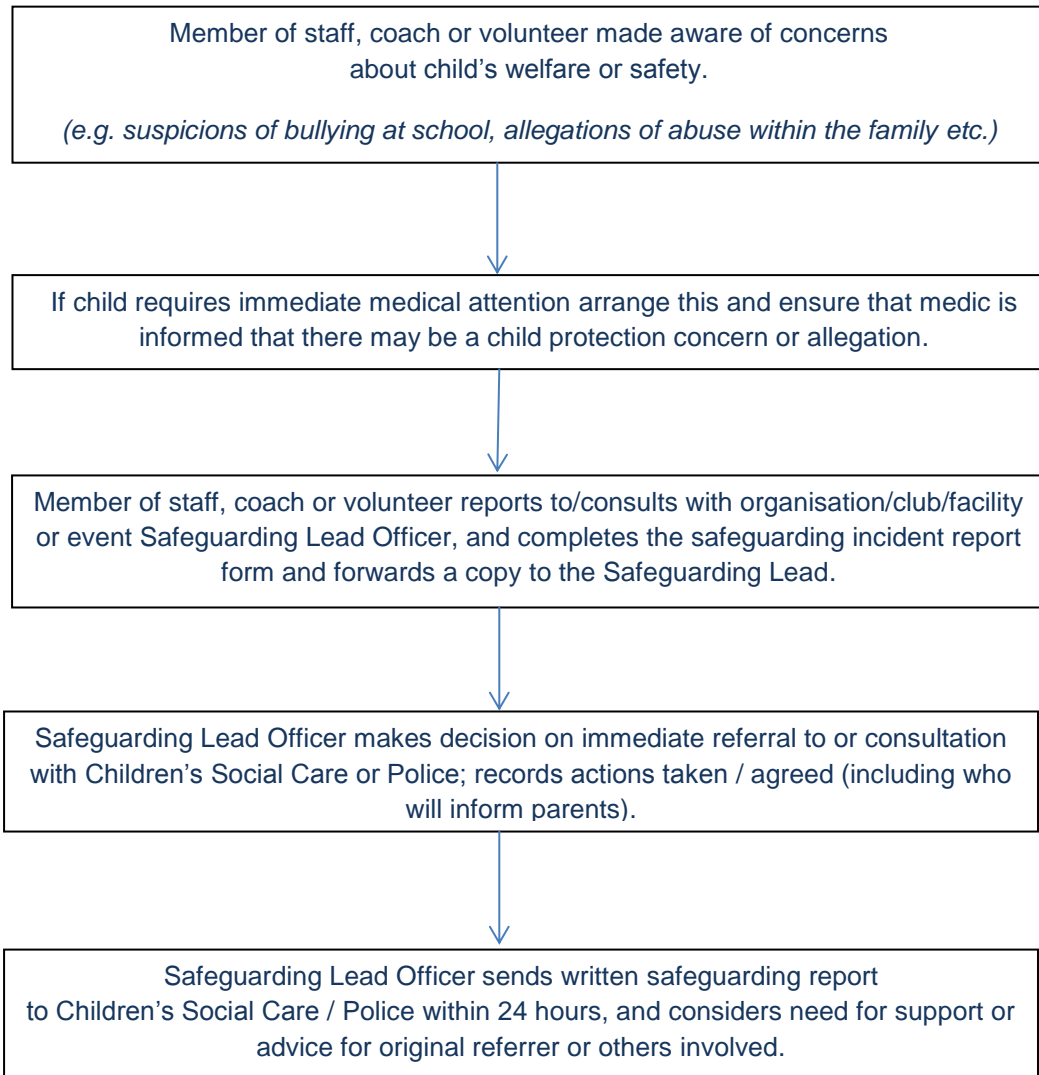 Member of staff, coach or volunteer made aware of concerns
about child's welfare or safety.
(e.g. suspicions of bullying at school, allegations of abuse within the family etc.)
If child requires immediate medical attention arrange this and ensure that medic is
informed that there may be a child protection concern or allegation.
Member of staff, coach or volunteer reports to/consults with organisation/club/facility
or event Safeguarding Lead Officer, and completes the safeguarding incident report
form and forwards a copy to the Safeguarding Lead.
Safeguarding Lead Officer makes decision on immediate referral to or consultation
with Children's Social Care or Police; records actions taken / agreed (including who
will inform parents).
Safeguarding Lead Officer sends written safeguarding report
to Children's Social Care / Police within 24 hours, and considers need for support or
advice for original referrer or others involved.